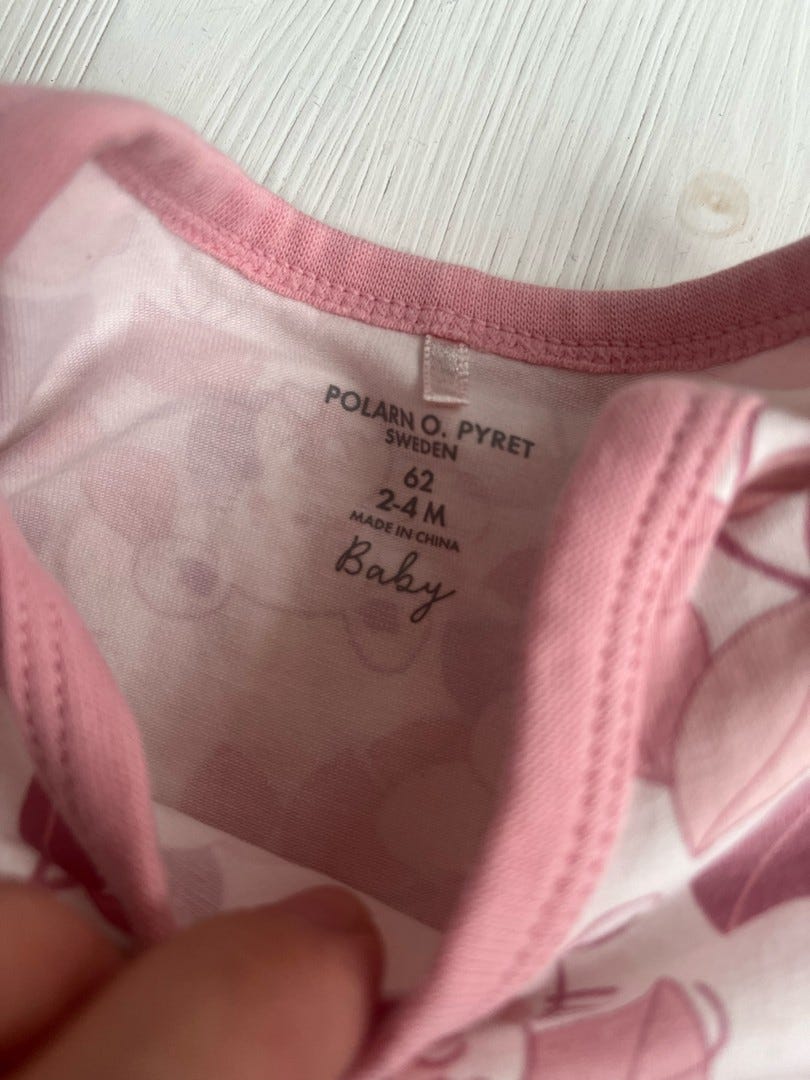 POLARN O. PYRET
SWEDEN
62
2-4 M
MADE IN CHINA
Baby